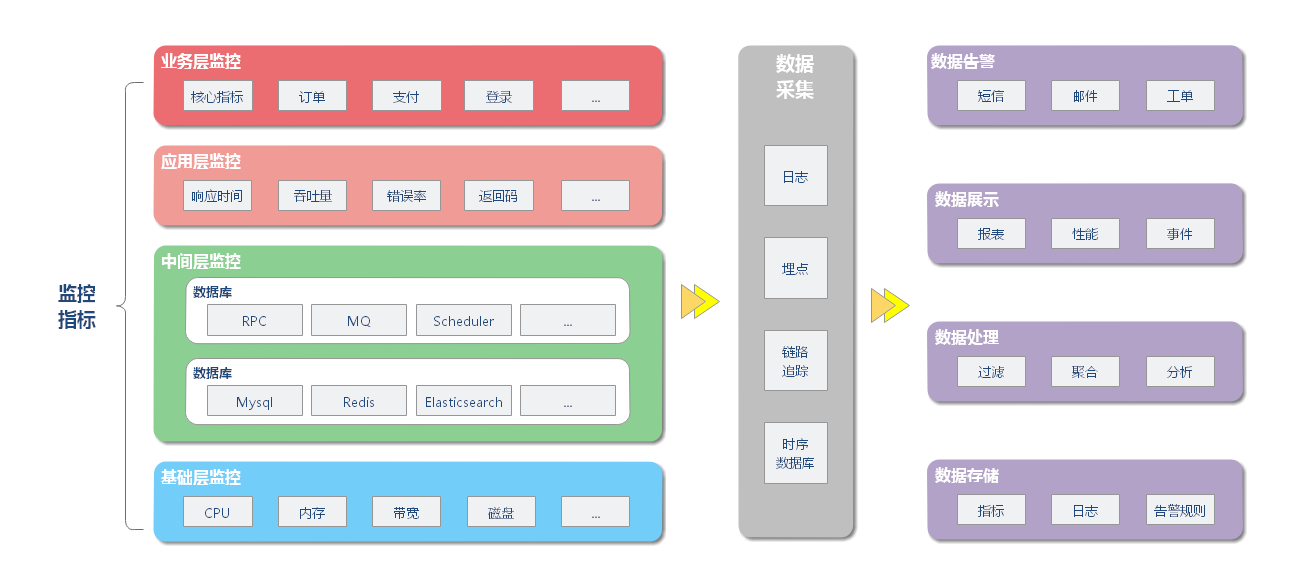 监控
指标
业务层监控
核心指标
订单
支付
登录
...
应用层监控
响应时间
吞吐量
错误率
返回码
...
中间层监控
数据库
RPC
MQ
Scheduler
...
数据库
Mysql
Redis
Elasticsearch
...
基础层监控
CPU
内存
带宽
磁盘
...
数据
采集
日志
埋点
链路
追踪
时序
数据库
数据告警
短信
邮件
工单
数据展示
报表
性能
事件
数据处理
过滤
聚合
分析
数据存储
指标
日志
告警规则